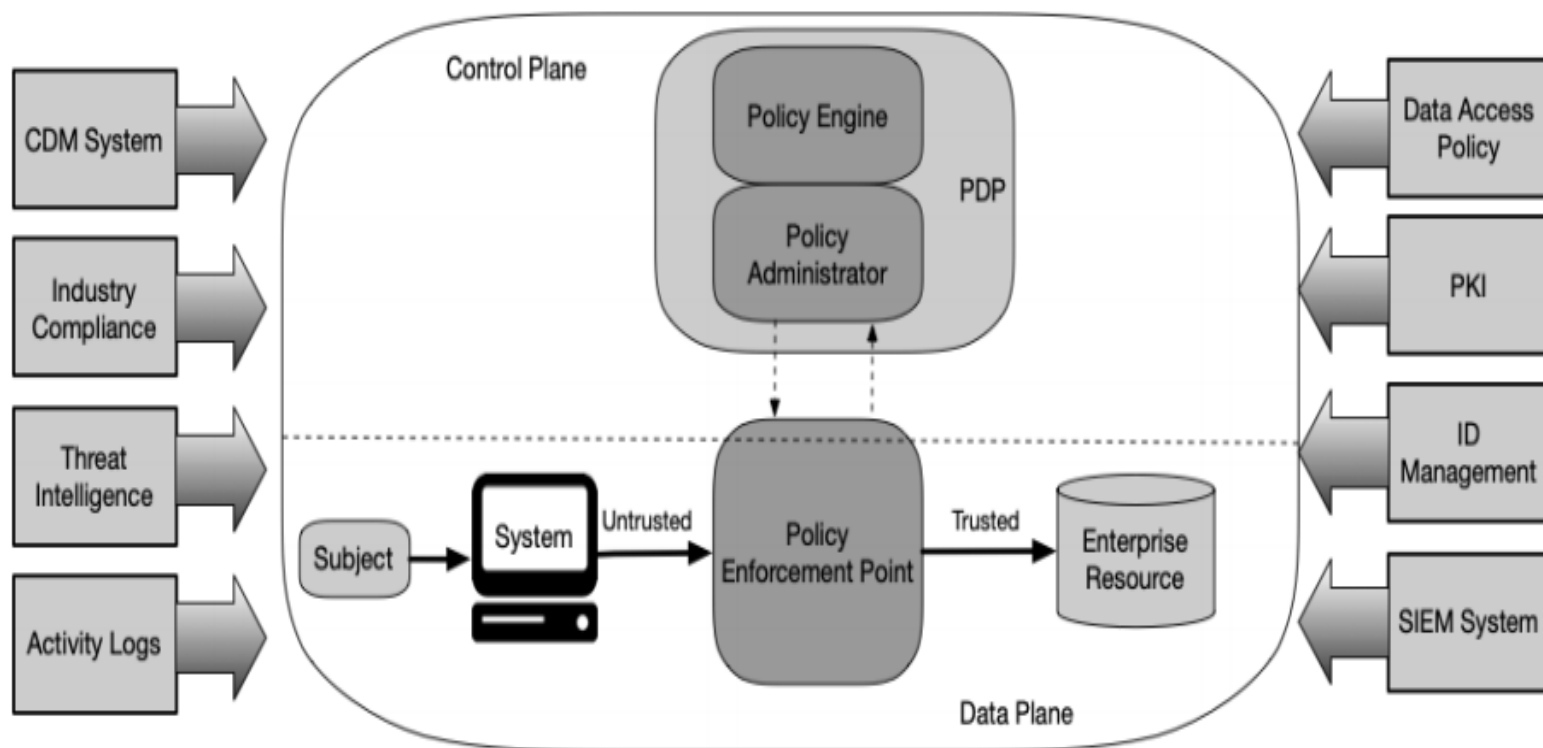 Control Plane
Policy Engine
PDP
Policy
Administrator
CDM System
Industry
Compliance
Threat
Intelligence
Activity Logs
Data Access
Policy
PKI
ID
Management
SIEM System
Subject
System
Untrusted
Policy
Enforcement Point
Trusted
Enterprise
Resource
Data Plane